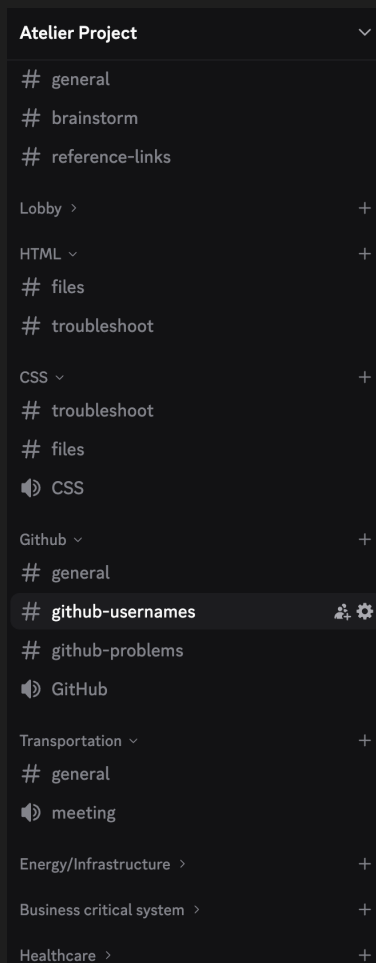 Atelier Project
general
brainstorm
reference-links
Lobby
HTML
files
troubleshoot
CSS
troubleshoot
files
CSS
Github
general
github-usernames
github-problems
GitHub
Transportation
general
meeting
Energy/Infrastructure
Business critical system
Healthcare